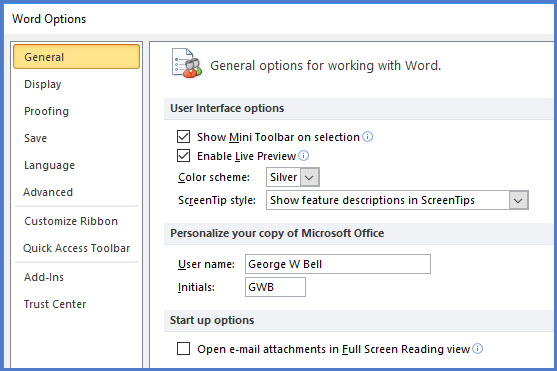 Word Options
General
Display
Proofing
Save
Language
Advanced
Customize Ribbon
Quick Access Toolbar
Add-Ins
Trust Center
General options for working with Word.
User Interface options
Show Mini Toolbar on selection
Enable Live Preview
Color scheme: Silver
ScreenTip style: Show feature descriptions in ScreenTips
Personalize your copy of Microsoft Office
User name: George W Bell
Initials: GWB
Start up options
Open e-mail attachments in Full Screen Reading view